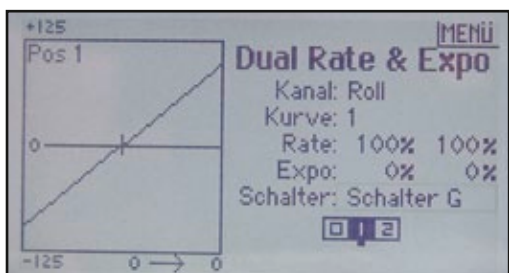 +125
MENÜ
Pos 1
Dual Rate & Expo
Kanal: Roll
Kurve: 1
0
Rate: 100% 100%
Expo: 0% 0%
Schalter: Schalter G
0 1 2
-125 0 → 0